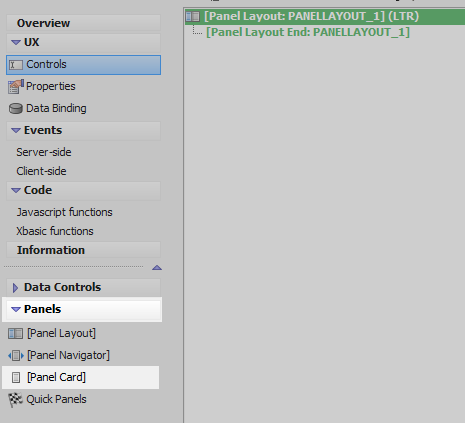 Overview
UX
Controls
Properties
Data Binding
Events
Server-side
Client-side
Code
Javascript functions
Xbasic functions
Information
Data Controls
Panels
[Panel Layout]
[Panel Navigator]
[Panel Card]
Quick Panels
[Panel Layout: PANELLAYOUT_1] (LTR)
[Panel Layout End: PANELLAYOUT_1]